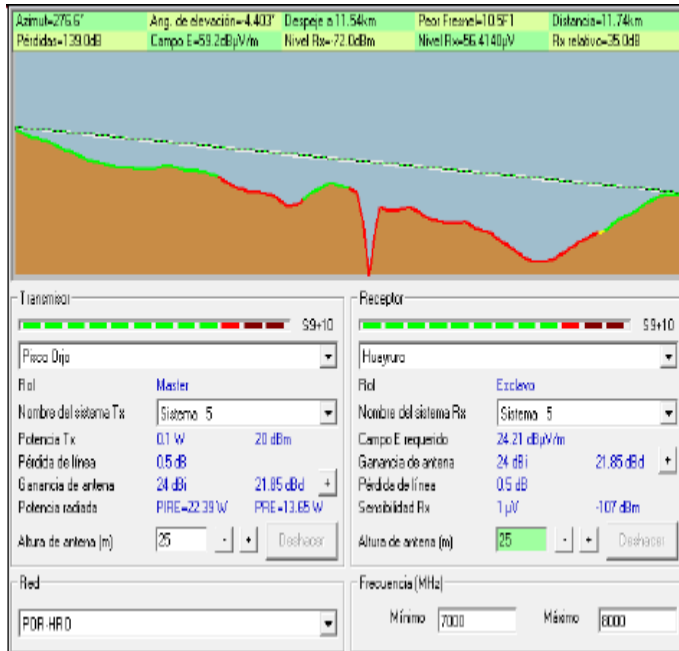 Azimut=276.6° Ang. de elevación=-4.403° Despeje a 11.54km Peor Fresnel=10.5F1 Distancia=11.74km
Pérdidas=139.0dB Campo E=59.2dBµV/m Nivel Rx=-72.0dBm Nivel Rx=56.4140µV Rx relativo=35.0dB
Transmisor
S9+10
Pisco Orjo
Rol Master
Nombre del sistema Tx Sistema 5
Potencia Tx 0.1 W 20 dBm
Pérdida de línea 0.5 dB
Ganancia de antena 24 dBi 21.85 dBd +
Potencia radiada PIRE=22.39 W PRE=13.65 W
Altura de antena (m) 25 - + Deshacer
Receptor
S9+10
Huayruro
Rol Esclavo
Nombre del sistema Rx Sistema 5
Campo E requerido 24.21 dBµV/m
Ganancia de antena 24 dBi 21.85 dBd +
Pérdida de línea 0.5 dB
Sensibilidad Rx 1 µV -107 dBm
Altura de antena (m) 25 - + Deshacer
Red
POR-HRO
Frecuencia (MHz)
Mínimo 7000 Máximo 8000